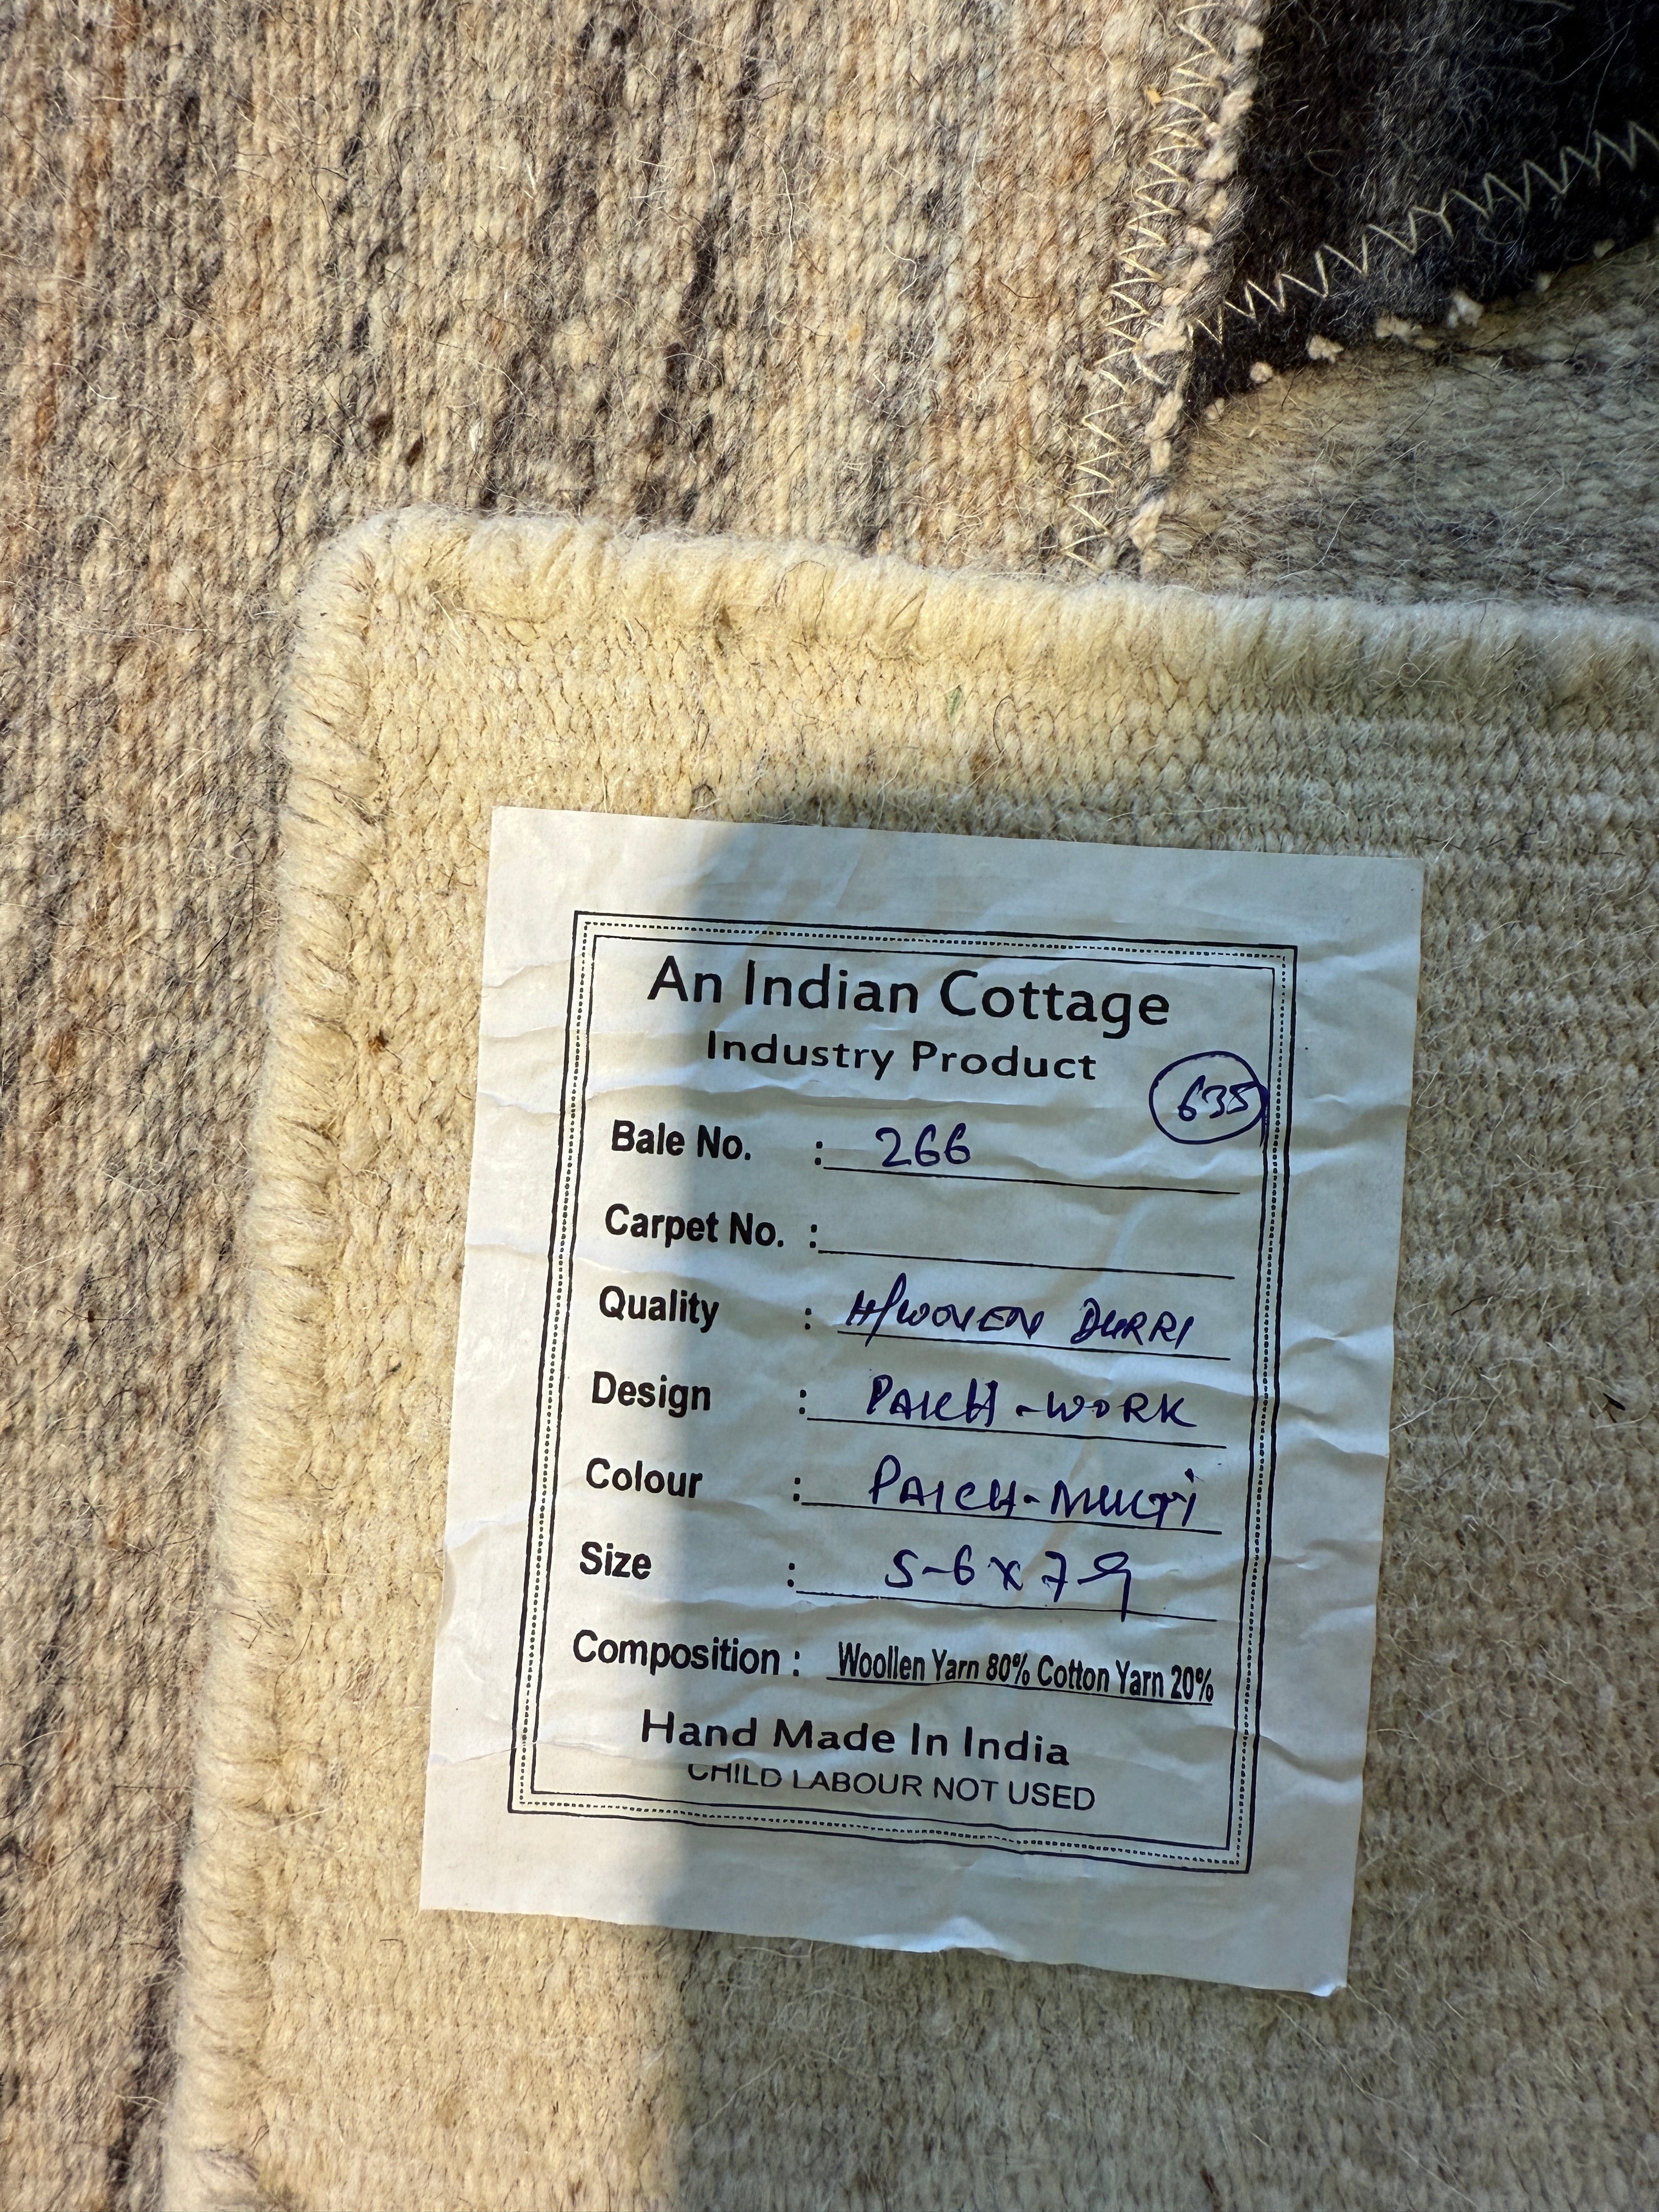 An Indian Cottage
Industry Product
635
Bale No. : 266
Carpet No. :
Quality : H/WOVEN DURRI
Design : PATCH-WORK
Colour : PATCH-MULTI
Size : 5-6 x 7-9
Composition : Woollen Yarn 80% Cotton Yarn 20%
Hand Made In India
CHILD LABOUR NOT USED